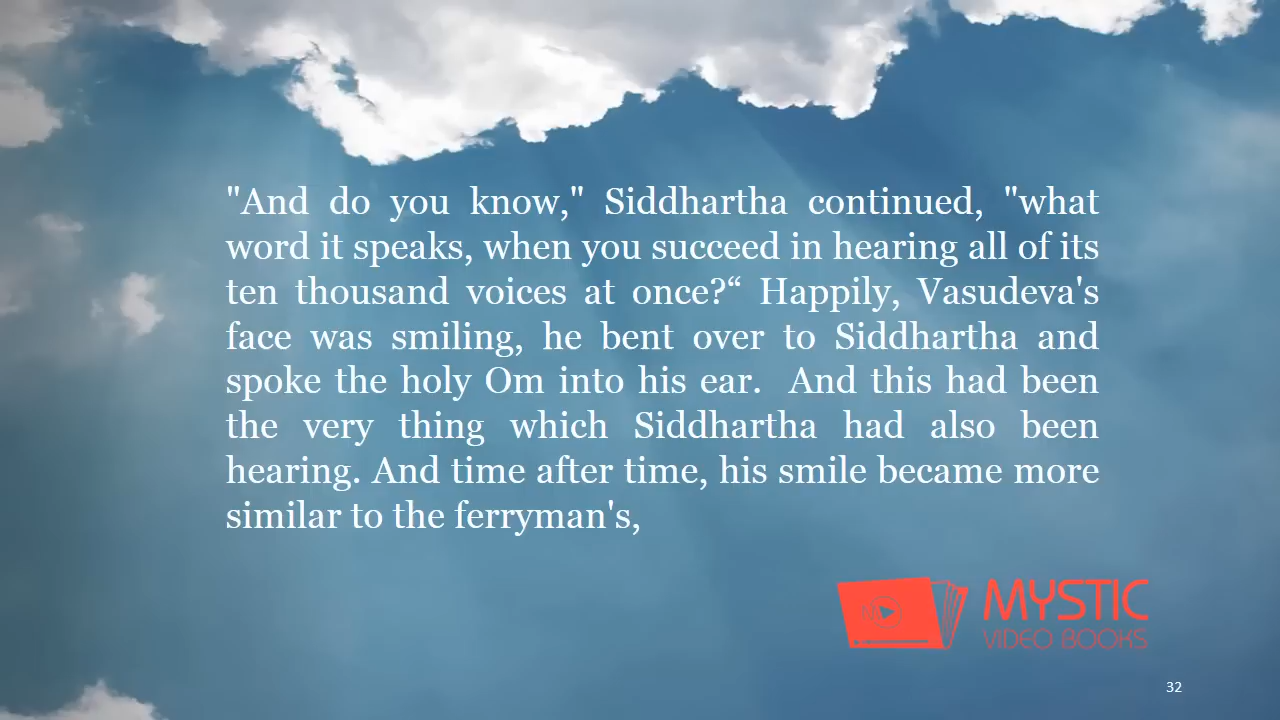 "And do you know," Siddhartha continued, "what
word it speaks, when you succeed in hearing all of its
ten thousand voices at once?“ Happily, Vasudeva's
face was smiling, he bent over to Siddhartha and
spoke the holy Om into his ear.  And this had been
the very thing which Siddhartha had also been
hearing. And time after time, his smile became more
similar to the ferryman's,
MYSTIC
VIDEO BOOKS
32